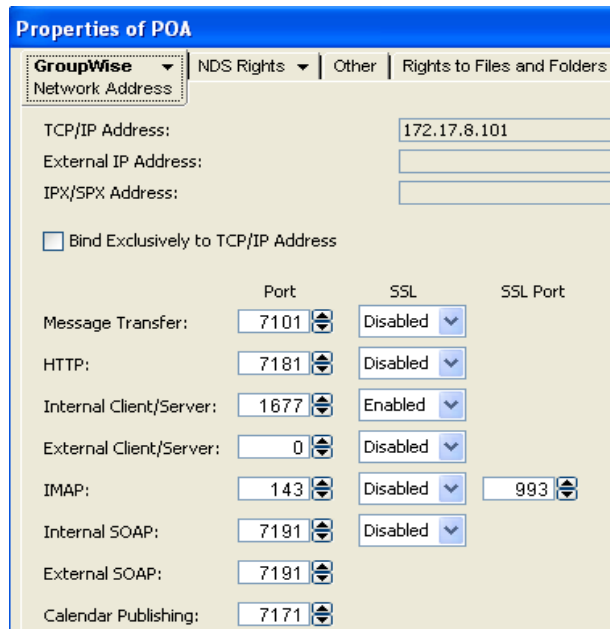 Properties of POA
GroupWise NDS Rights Other Rights to Files and Folders
Network Address
TCP/IP Address: 172.17.8.101
External IP Address:
IPX/SPX Address:
Bind Exclusively to TCP/IP Address
Port SSL SSL Port
Message Transfer: 7101 Disabled
HTTP: 7181 Disabled
Internal Client/Server: 1677 Enabled
External Client/Server: 0 Disabled
IMAP: 143 Disabled 993
Internal SOAP: 7191 Disabled
External SOAP: 7191
Calendar Publishing: 7171